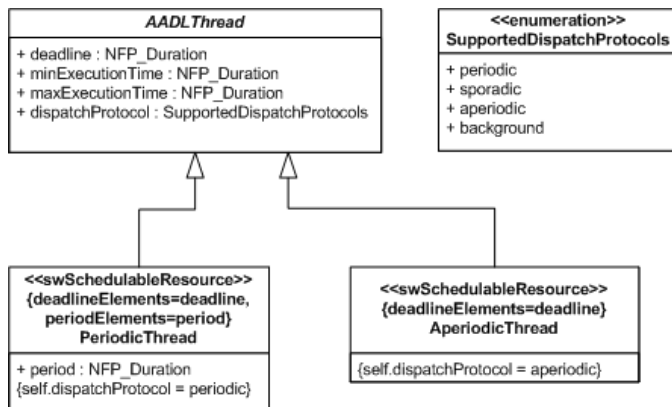 AADLThread
+ deadline : NFP_Duration
+ minExecutionTime : NFP_Duration
+ maxExecutionTime : NFP_Duration
+ dispatchProtocol : SupportedDispatchProtocols
<<enumeration>>
SupportedDispatchProtocols
+ periodic
+ sporadic
+ aperiodic
+ background
<<swSchedulableResource>>
{deadlineElements=deadline,
periodElements=period}
PeriodicThread
+ period : NFP_Duration
{self.dispatchProtocol = periodic}
<<swSchedulableResource>>
{deadlineElements=deadline}
AperiodicThread
{self.dispatchProtocol = aperiodic}